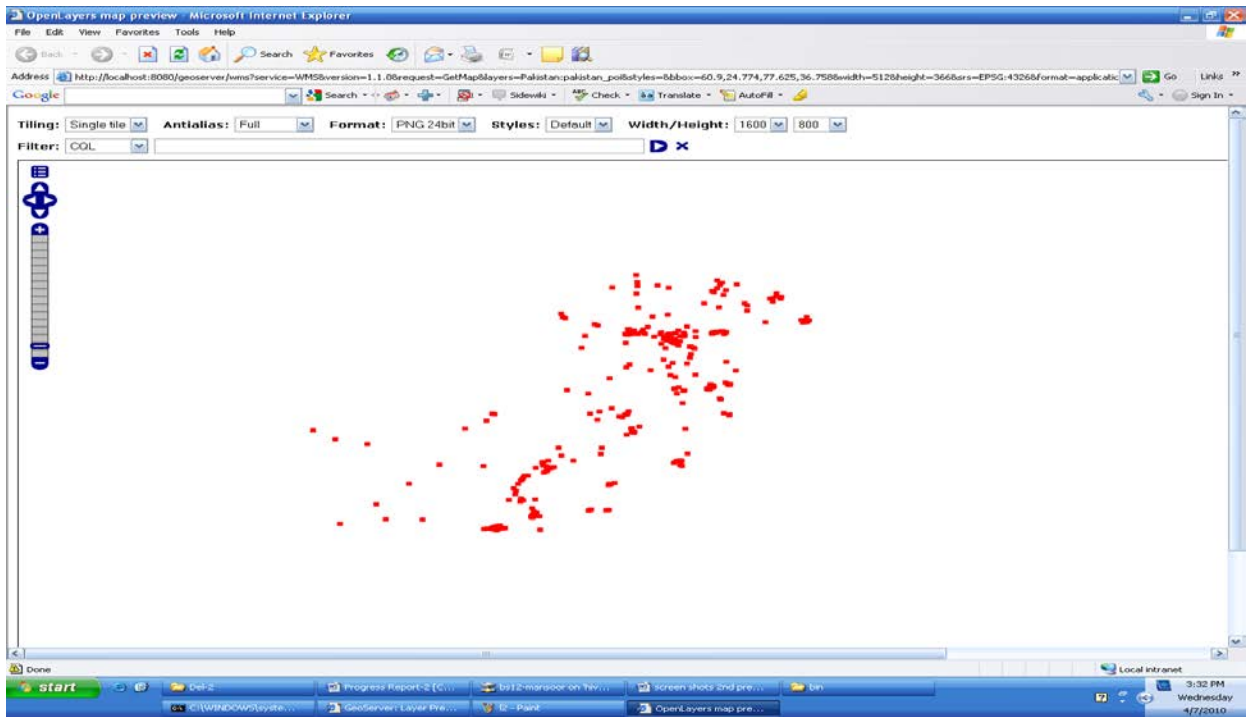 OpenLayers map preview - Microsoft Internet Explorer
File Edit View Favorites Tools Help
Back Search Favorites
Address http://localhost:8080/geoserver/wms?service=WMS&version=1.1.0&request=GetMap&layers=Pakistan:pakistan_poi&styles=&bbox=60.9,24.774,77.625,36.758&width=512&height=366&srs=EPSG:4326&format=applicatic Go Links »
Google Search Sidewiki Check Translate AutoFill Sign In
Tiling: Single tile Antialias: Full Format: PNG 24bit Styles: Default Width/Height: 1600 800
Filter: CQL
Done Local intranet
start Del-2 Progress Report-2 [C... bs12-mansoor on 'hiv... screen shots 2nd pre... bin 3:32 PM
C:\WINDOWS\syste... GeoServer: Layer Pre... - Paint OpenLayers map pre... Wednesday
4/7/2010